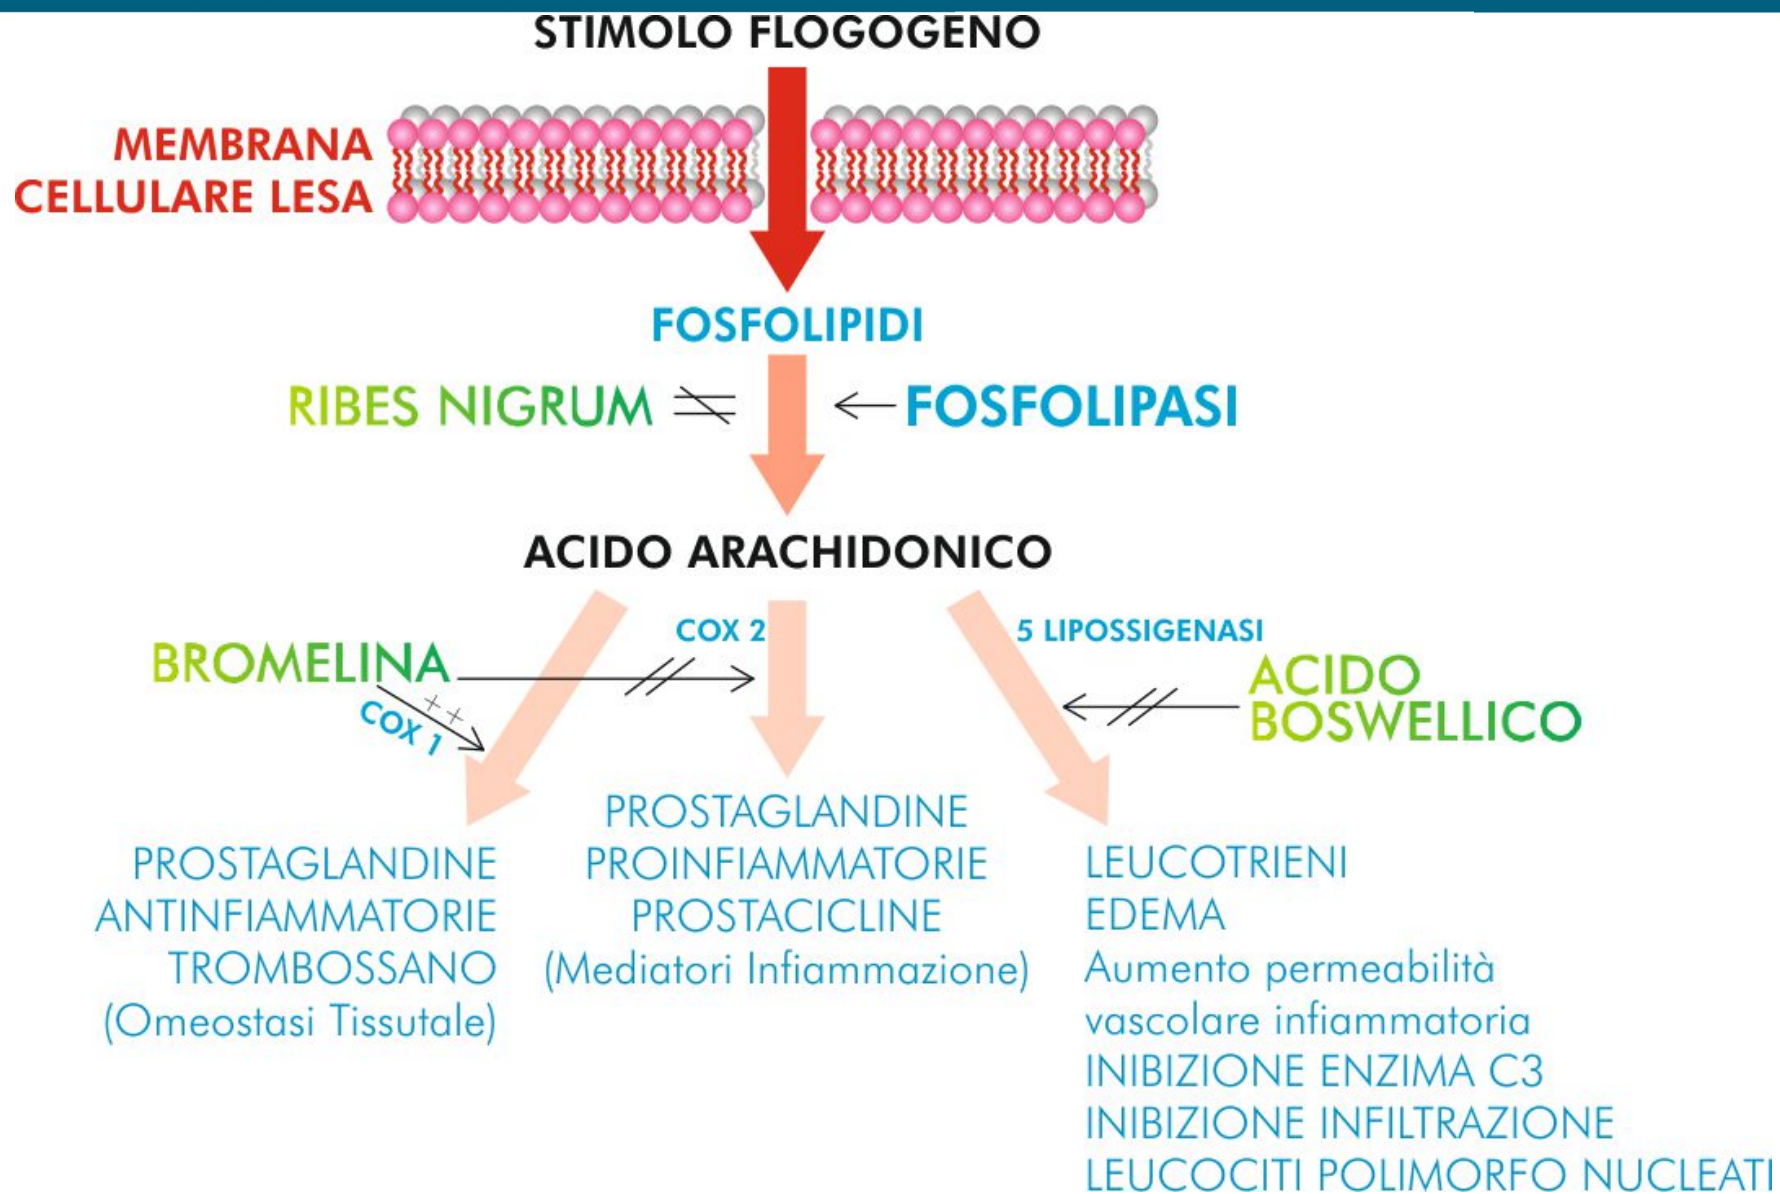 STIMOLO FLOGOGENO
MEMBRANA
CELLULARE LESA
FOSFOLIPIDI
RIBES NIGRUM
FOSFOLIPASI
ACIDO ARACHIDONICO
COX 2
5 LIPOSSIGENASI
BROMELINA
++
COX 1
ACIDO
BOSWELLICO
PROSTAGLANDINE
ANTINFIAMMATORIE
TROMBOSSANO
(Omeostasi Tissutale)
PROSTAGLANDINE
PROINFIAMMATORIE
PROSTACICLINE
(Mediatori Infiammazione)
LEUCOTRIENI
EDEMA
Aumento permeabilità
vascolare infiammatoria
INIBIZIONE ENZIMA C3
INIBIZIONE INFILTRAZIONE
LEUCOCITI POLIMORFO NUCLEATI